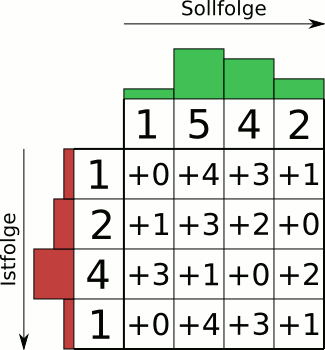 Sollfolge
1 5 4 2
Istfolge
1 +0 +4 +3 +1
2 +1 +3 +2 +0
4 +3 +1 +0 +2
1 +0 +4 +3 +1